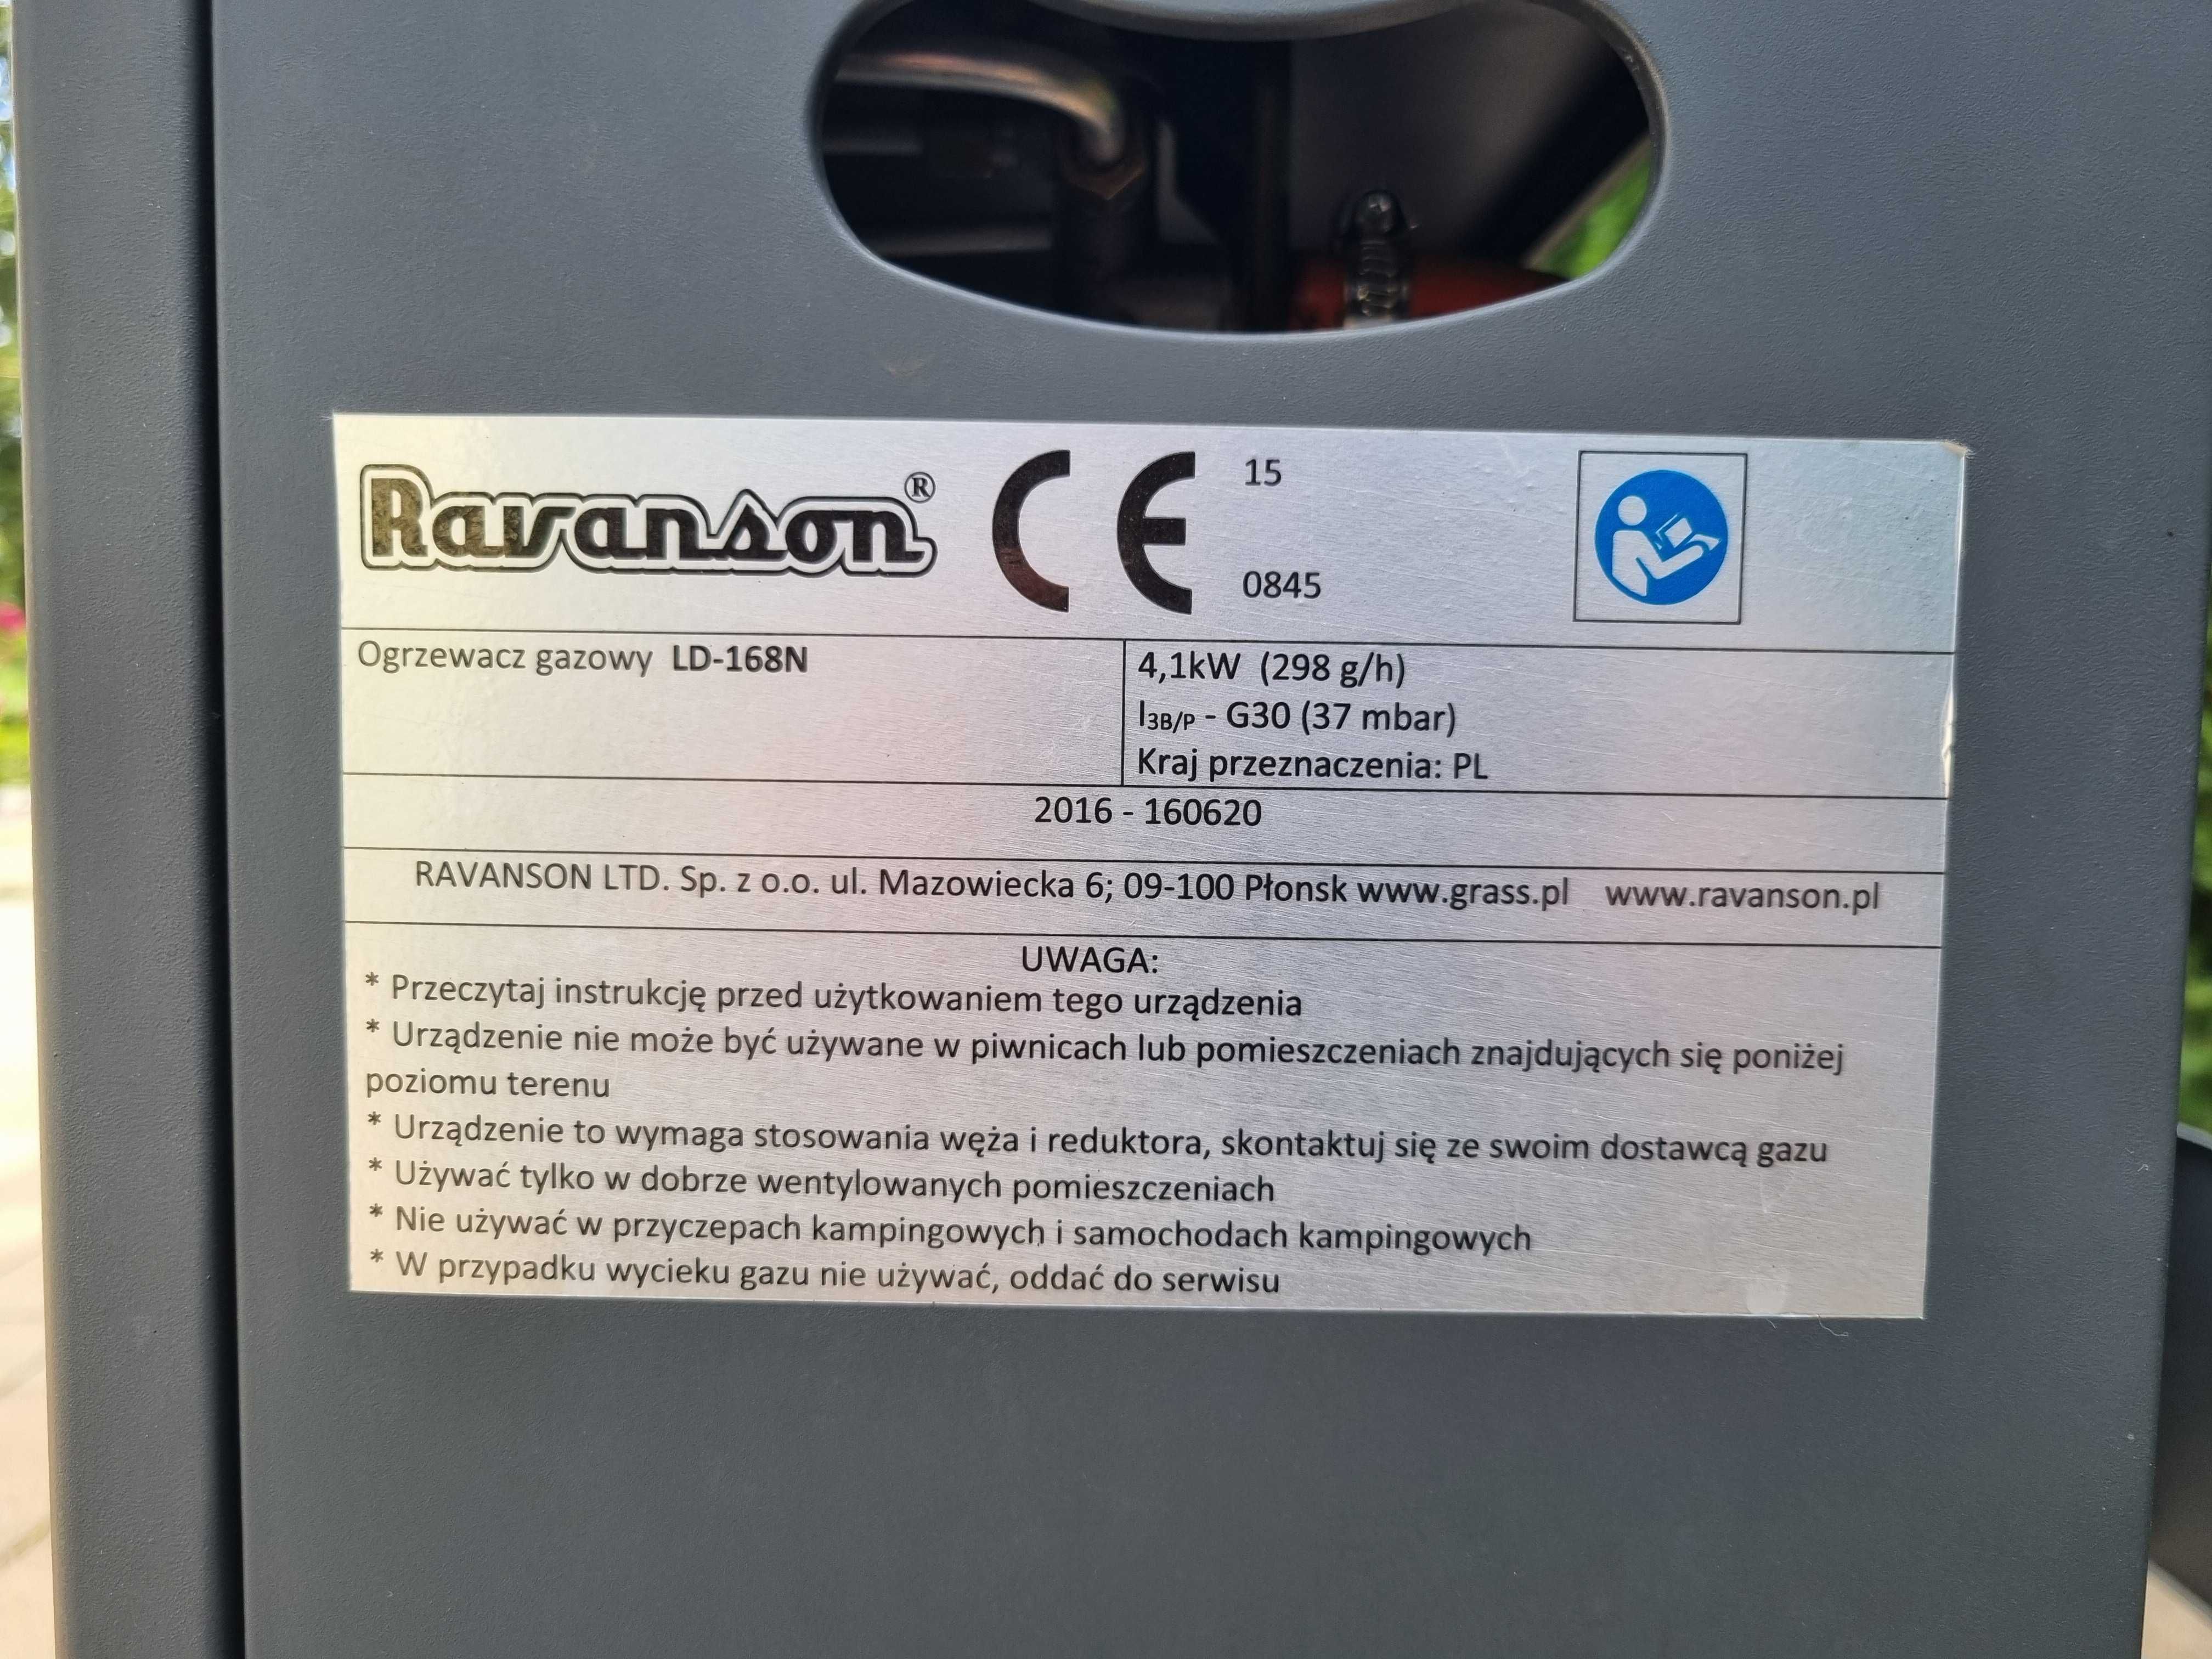 Ravanson® CE 15
0845
Ogrzewacz gazowy LD-168N
4,1kW (298 g/h)
I3B/P - G30 (37 mbar)
Kraj przeznaczenia: PL
2016 - 160620
RAVANSON LTD. Sp. z o.o. ul. Mazowiecka 6; 09-100 Płonsk www.grass.pl www.ravanson.pl
UWAGA:
* Przeczytaj instrukcję przed użytkowaniem tego urządzenia
* Urządzenie nie może być używane w piwnicach lub pomieszczeniach znajdujących się poniżej
poziomu terenu
* Urządzenie to wymaga stosowania węża i reduktora, skontaktuj się ze swoim dostawcą gazu
* Używać tylko w dobrze wentylowanych pomieszczeniach
* Nie używać w przyczepach kampingowych i samochodach kampingowych
* W przypadku wycieku gazu nie używać, oddać do serwisu